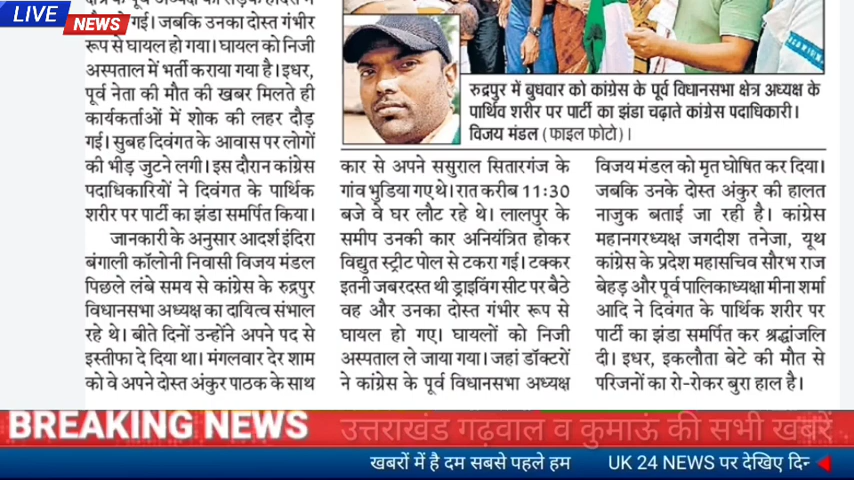 LIVE
NEWS
गई। जबकि उनका दोस्त गंभीर
रूप से घायल हो गया। घायल को निजी
अस्पताल में भर्ती कराया गया है। इधर,
पूर्व नेता की मौत की खबर मिलते ही
कार्यकर्ताओं में शोक की लहर दौड़
गई। सुबह दिवंगत के आवास पर लोगों
की भीड़ जुटने लगी। इस दौरान कांग्रेस
पदाधिकारियों ने दिवंगत के पार्थिक
शरीर पर पार्टी का झंडा समर्पित किया।
जानकारी के अनुसार आदर्श इंदिरा
बंगाली कॉलोनी निवासी विजय मंडल
पिछले लंबे समय से कांग्रेस के रुद्रपुर
विधानसभा अध्यक्ष का दायित्व संभाल
रहे थे। बीते दिनों उन्होंने अपने पद से
इस्तीफा दे दिया था। मंगलवार देर शाम
को वे अपने दोस्त अंकुर पाठक के साथ
रुद्रपुर में बुधवार को कांग्रेस के पूर्व विधानसभा क्षेत्र अध्यक्ष के
पार्थिव शरीर पर पार्टी का झंडा चढ़ाते कांग्रेस पदाधिकारी।
विजय मंडल (फाइल फोटो)।
कार से अपने ससुराल सितारगंज के
गांव भुडिया गए थे। रात करीब 11:30
बजे वे घर लौट रहे थे। लालपुर के
समीप उनकी कार अनियंत्रित होकर
विद्युत स्ट्रीट पोल से टकरा गई। टक्कर
इतनी जबरदस्त थी ड्राइविंग सीट पर बैठे
वह और उनका दोस्त गंभीर रूप से
घायल हो गए। घायलों को निजी
अस्पताल ले जाया गया। जहां डॉक्टरों
ने कांग्रेस के पूर्व विधानसभा अध्यक्ष
विजय मंडल को मृत घोषित कर दिया।
जबकि उनके दोस्त अंकुर की हालत
नाजुक बताई जा रही है। कांग्रेस
महानगरध्यक्ष जगदीश तनेजा, यूथ
कांग्रेस के प्रदेश महासचिव सौरभ राज
बेहड़ और पूर्व पालिकाध्यक्षा मीना शर्मा
आदि ने दिवंगत के पार्थिक शरीर पर
पार्टी का झंडा समर्पित कर श्रद्धांजलि
दी। इधर, इकलौता बेटे की मौत से
परिजनों का रो-रोकर बुरा हाल है।
BREAKING NEWS
उत्तराखंड गढ़वाल व कुमाऊं की सभी खबरें
खबरों में है दम सबसे पहले हम
UK 24 NEWS पर देखिए दिन